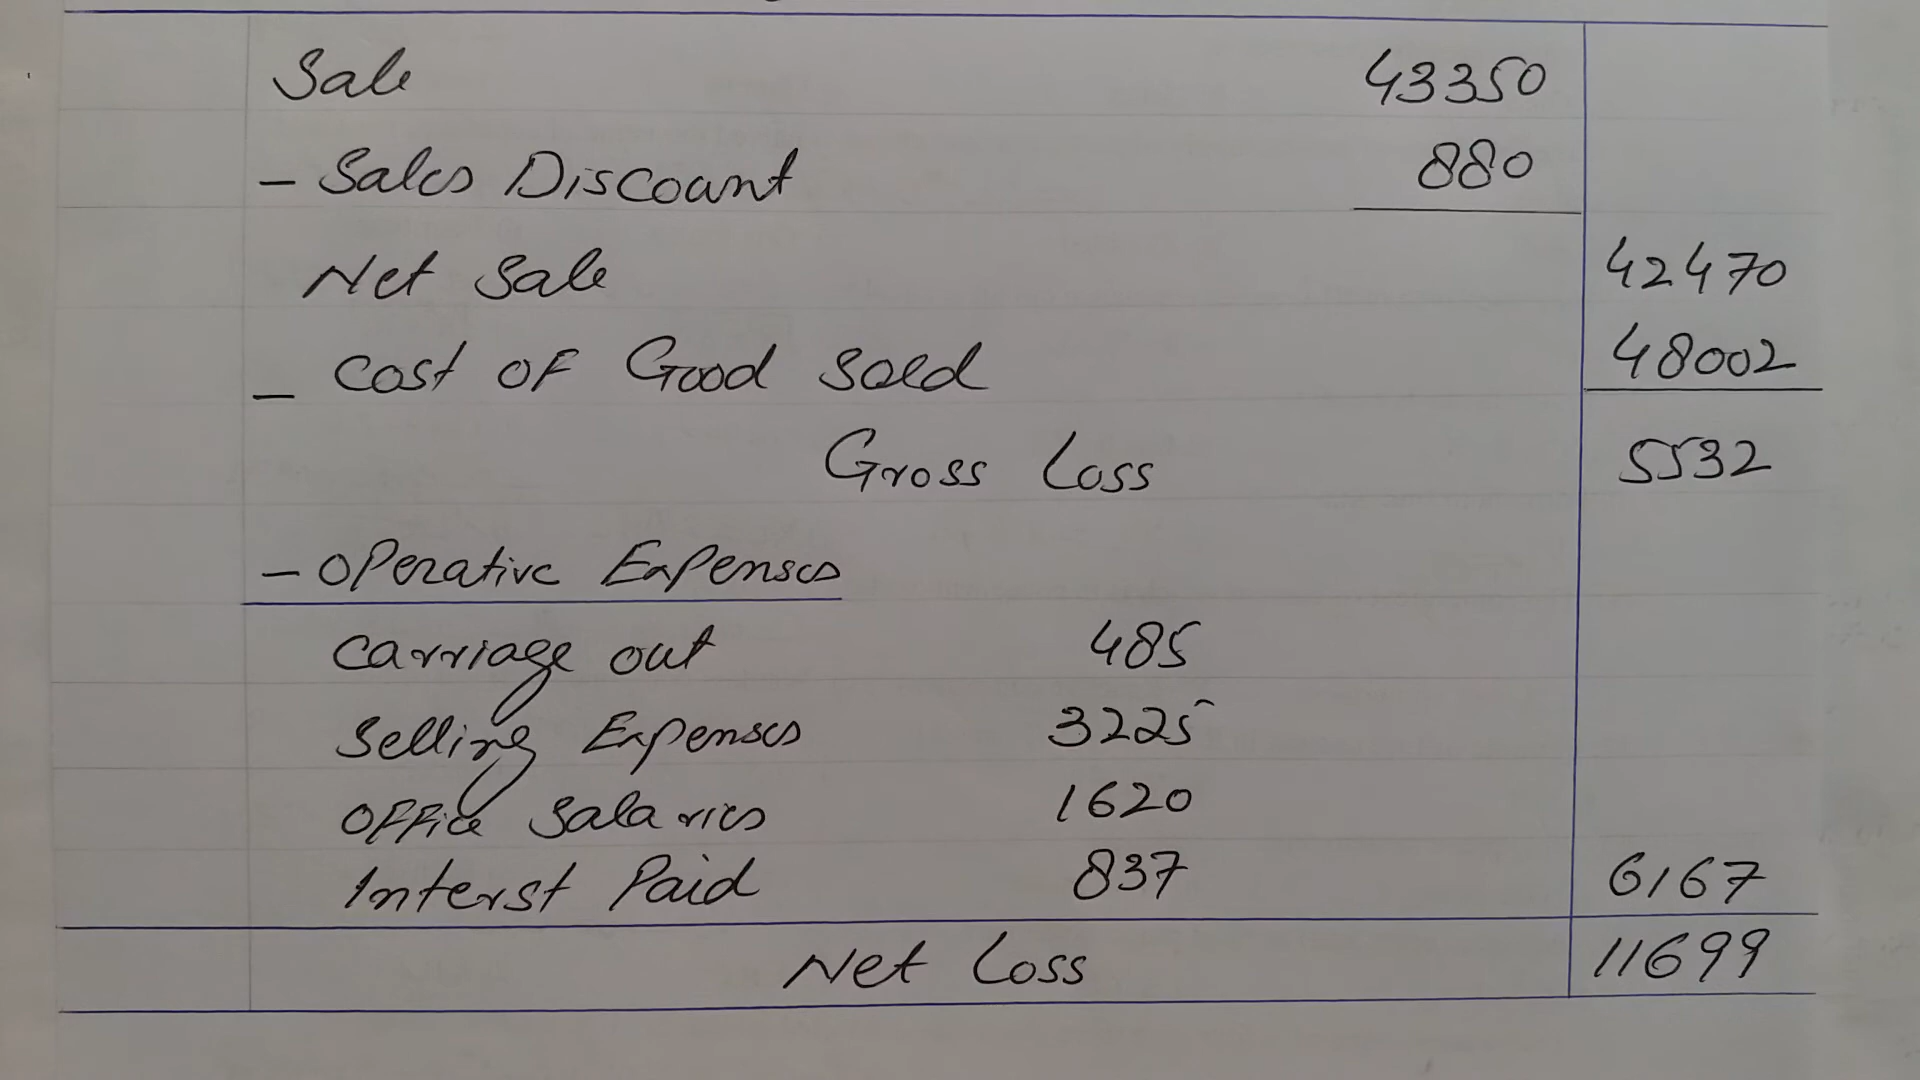 Sale 43350
- Sales Discount 880
Net Sale 42470
- Cost of Good Sold 48002
Gross Loss 5532
- Operative Expenses
Carriage out 485
Selling Expenses 3225
Office Salaries 1620
Interst Paid 837 6167
Net Loss 11699